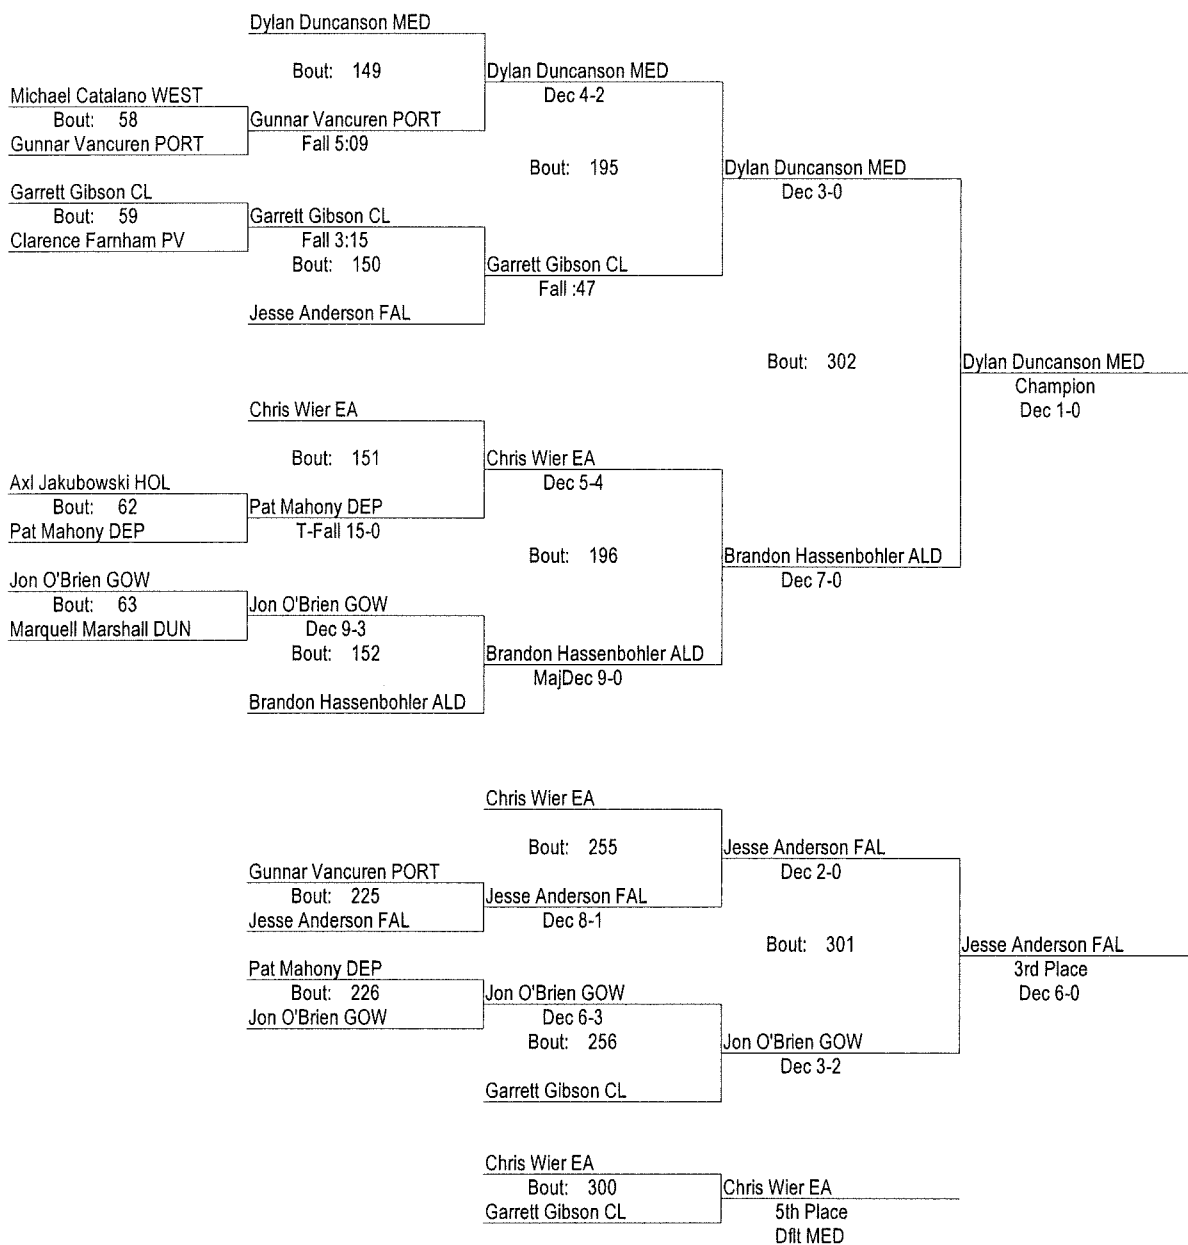 Dylan Duncanson MED
Bout: 149
Dylan Duncanson MED
Dec 4-2
Michael Catalano WEST
Bout: 58
Gunnar Vancuren PORT
Gunnar Vancuren PORT
Fall 5:09
Bout: 195
Dylan Duncanson MED
Dec 3-0
Garrett Gibson CL
Bout: 59
Clarence Farnham PV
Garrett Gibson CL
Fall 3:15
Bout: 150
Garrett Gibson CL
Fall :47
Jesse Anderson FAL
Bout: 302
Dylan Duncanson MED
Champion
Dec 1-0
Chris Wier EA
Bout: 151
Chris Wier EA
Dec 5-4
Axl Jakubowski HOL
Bout: 62
Pat Mahony DEP
Pat Mahony DEP
T-Fall 15-0
Bout: 196
Brandon Hassenbohler ALD
Dec 7-0
Jon O'Brien GOW
Bout: 63
Marquell Marshall DUN
Jon O'Brien GOW
Dec 9-3
Bout: 152
Brandon Hassenbohler ALD
MajDec 9-0
Brandon Hassenbohler ALD
Chris Wier EA
Bout: 255
Jesse Anderson FAL
Dec 2-0
Gunnar Vancuren PORT
Bout: 225
Jesse Anderson FAL
Jesse Anderson FAL
Dec 8-1
Bout: 301
Jesse Anderson FAL
3rd Place
Dec 6-0
Pat Mahony DEP
Bout: 226
Jon O'Brien GOW
Jon O'Brien GOW
Dec 6-3
Bout: 256
Jon O'Brien GOW
Dec 3-2
Garrett Gibson CL
Chris Wier EA
Bout: 300
Garrett Gibson CL
Chris Wier EA
5th Place
Dflt MED